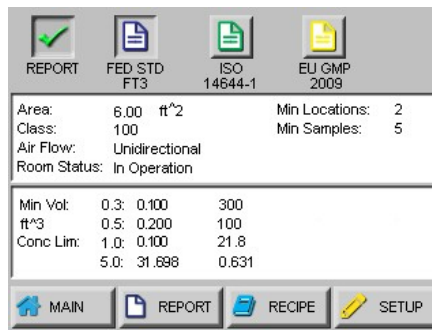 REPORT FED STD FT3 ISO 14644-1 EU GMP 2009
Area: 6.00 ft^2 Min Locations: 2
Class: 100 Min Samples: 5
Air Flow: Unidirectional
Room Status: In Operation
Min Vol: 0.3: 0.100 300
ft^3 0.5: 0.200 100
Conc Lim: 1.0: 0.100 21.8
5.0: 31.698 0.631
MAIN REPORT RECIPE SETUP